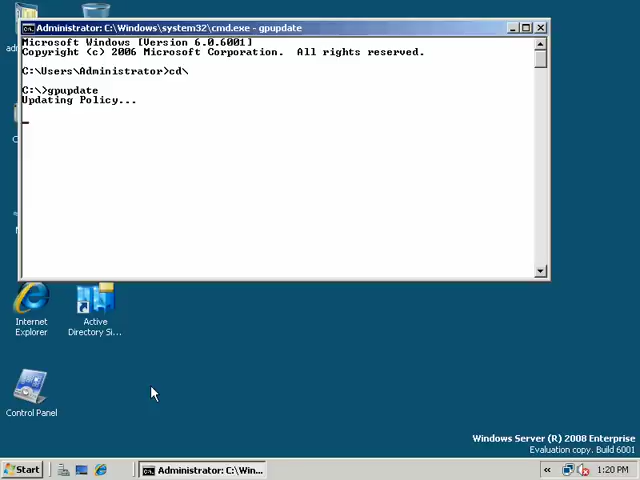 Administrator: C:\Windows\system32\cmd.exe - gpupdate
Microsoft Windows [Version 6.0.6001]
Copyright (c) 2006 Microsoft Corporation.  All rights reserved.
C:\Users\Administrator>cd\
C:\>gpupdate
Updating Policy...
Internet
Explorer
Active
Directory Si...
Control Panel
Windows Server (R) 2008 Enterprise
Evaluation copy. Build 6001
Start
Administrator: C:\Win...
1:20 PM